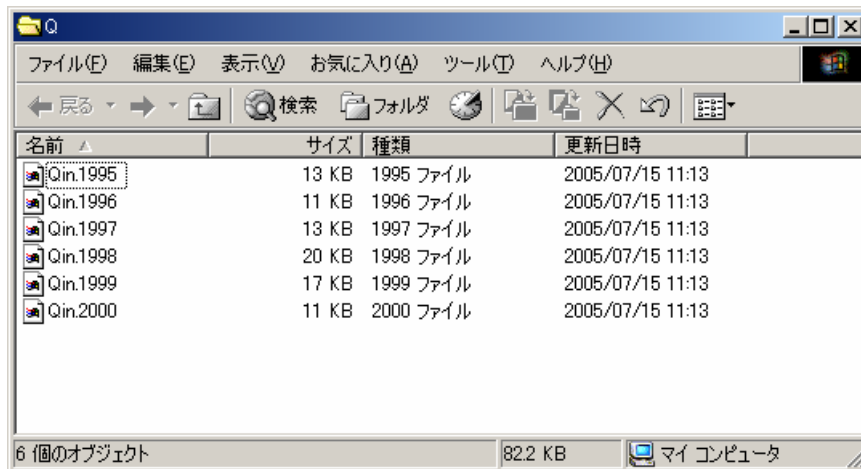 Q
ファイル(F) 編集(E) 表示(V) お気に入り(A) ツール(T) ヘルプ(H)
戻る 検索 フォルダ
名前 サイズ 種類 更新日時
Qin.1995 13 KB 1995 ファイル 2005/07/15 11:13
Qin.1996 11 KB 1996 ファイル 2005/07/15 11:13
Qin.1997 13 KB 1997 ファイル 2005/07/15 11:13
Qin.1998 20 KB 1998 ファイル 2005/07/15 11:13
Qin.1999 17 KB 1999 ファイル 2005/07/15 11:13
Qin.2000 11 KB 2000 ファイル 2005/07/15 11:13
6 個のオブジェクト 82.2 KB マイ コンピュータ